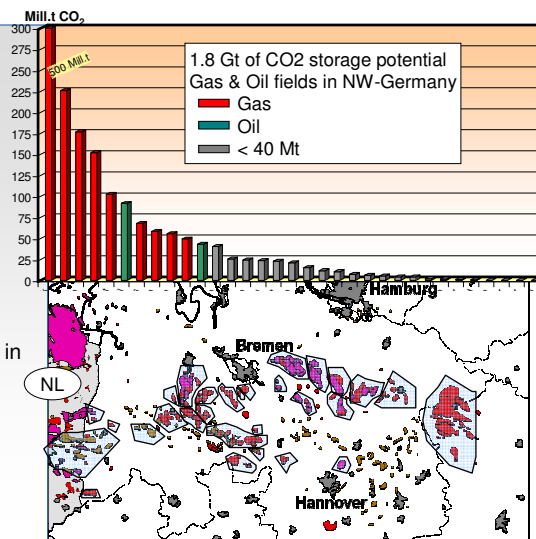 Mill.t CO2
300
275
250
225
200
175
150
125
100
75
50
25
0
500 Mill.t
1.8 Gt of CO2 storage potential
Gas & Oil fields in NW-Germany
Gas
Oil
< 40 Mt
Hamburg
Bremen
in
NL
Hannover